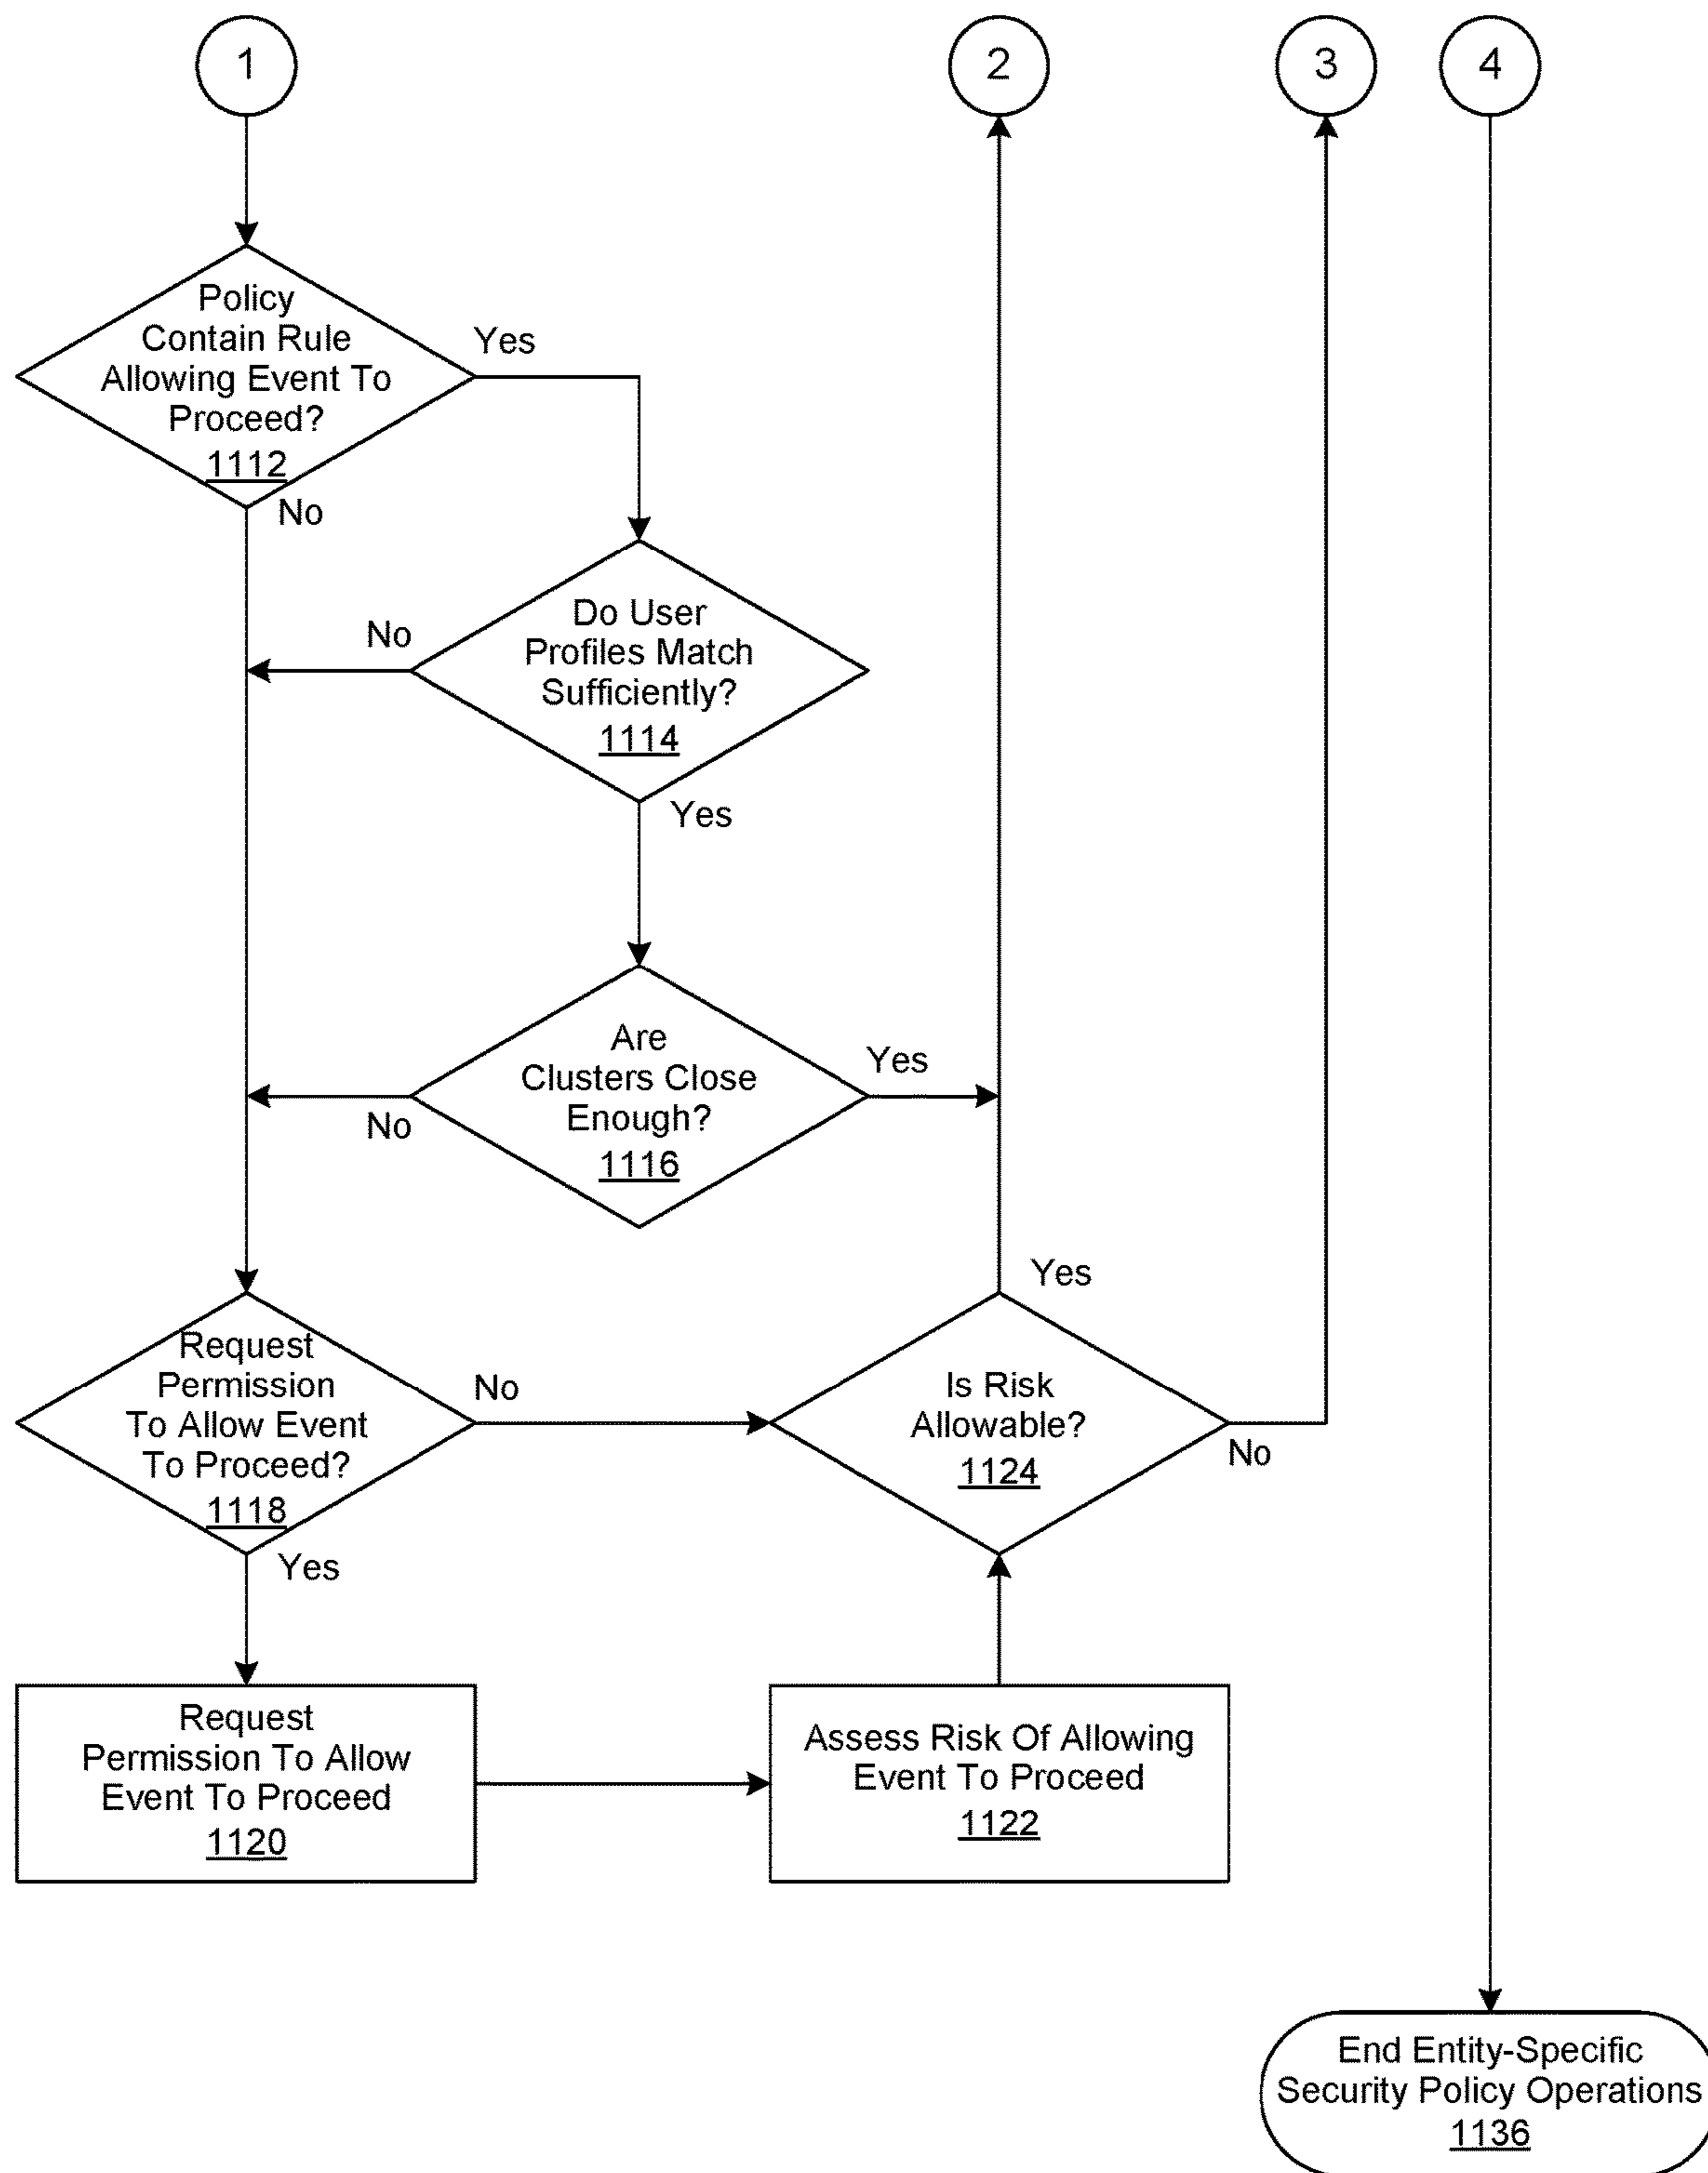 1
2
3
4
Policy
Contain Rule
Allowing Event To
Proceed?
1112
Yes
No
Do User
Profiles Match
Sufficiently?
1114
No
Yes
Are
Clusters Close
Enough?
1116
Yes
No
Request
Permission
To Allow Event
To Proceed?
1118
No
Yes
Is Risk
Allowable?
1124
Yes
No
Request
Permission To Allow
Event To Proceed
1120
Assess Risk Of Allowing
Event To Proceed
1122
End Entity-Specific
Security Policy Operations
1136